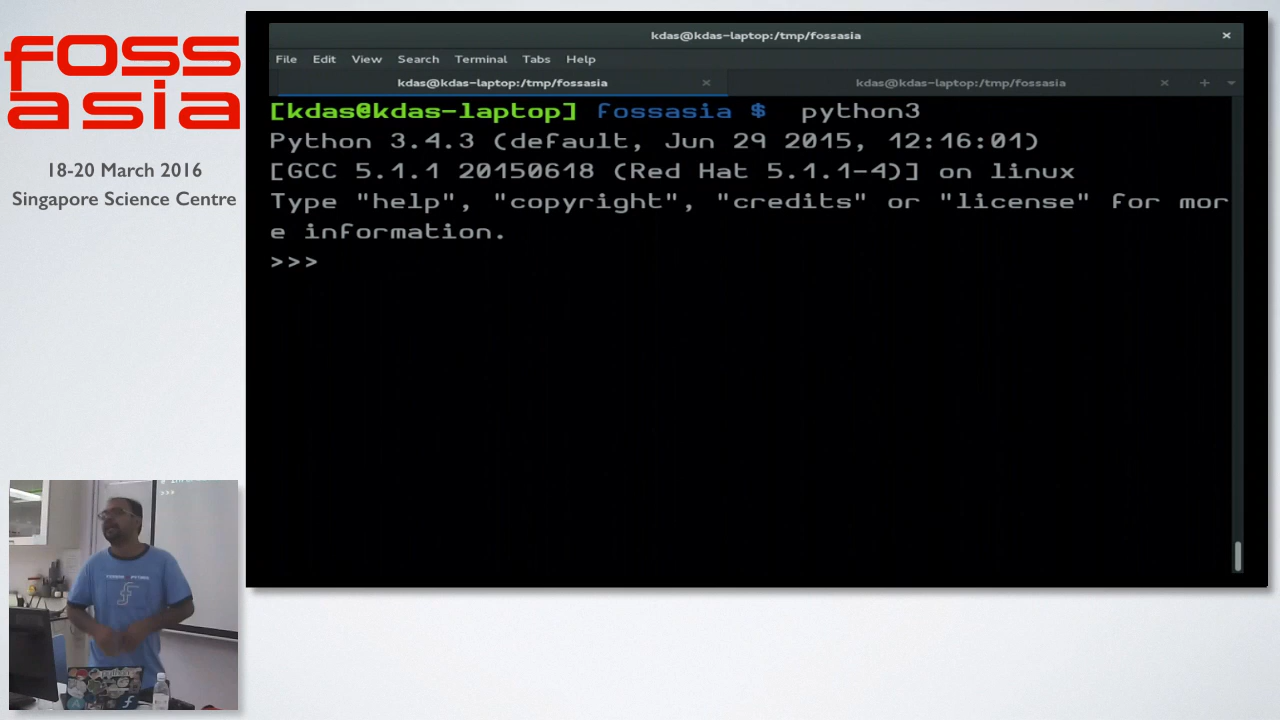 foss
asia
18-20 March 2016
Singapore Science Centre
kdas@kdas-laptop:/tmp/fossasia ×
File Edit View Search Terminal Tabs Help
kdas@kdas-laptop:/tmp/fossasia × kdas@kdas-laptop:/tmp/fossasia × +
[kdas@kdas-laptop] fossasia $ python3
Python 3.4.3 (default, Jun 29 2015, 12:16:01)
[GCC 5.1.1 20150618 (Red Hat 5.1.1-4)] on linux
Type "help", "copyright", "credits" or "license" for mor
e information.
>>>
>>>
python